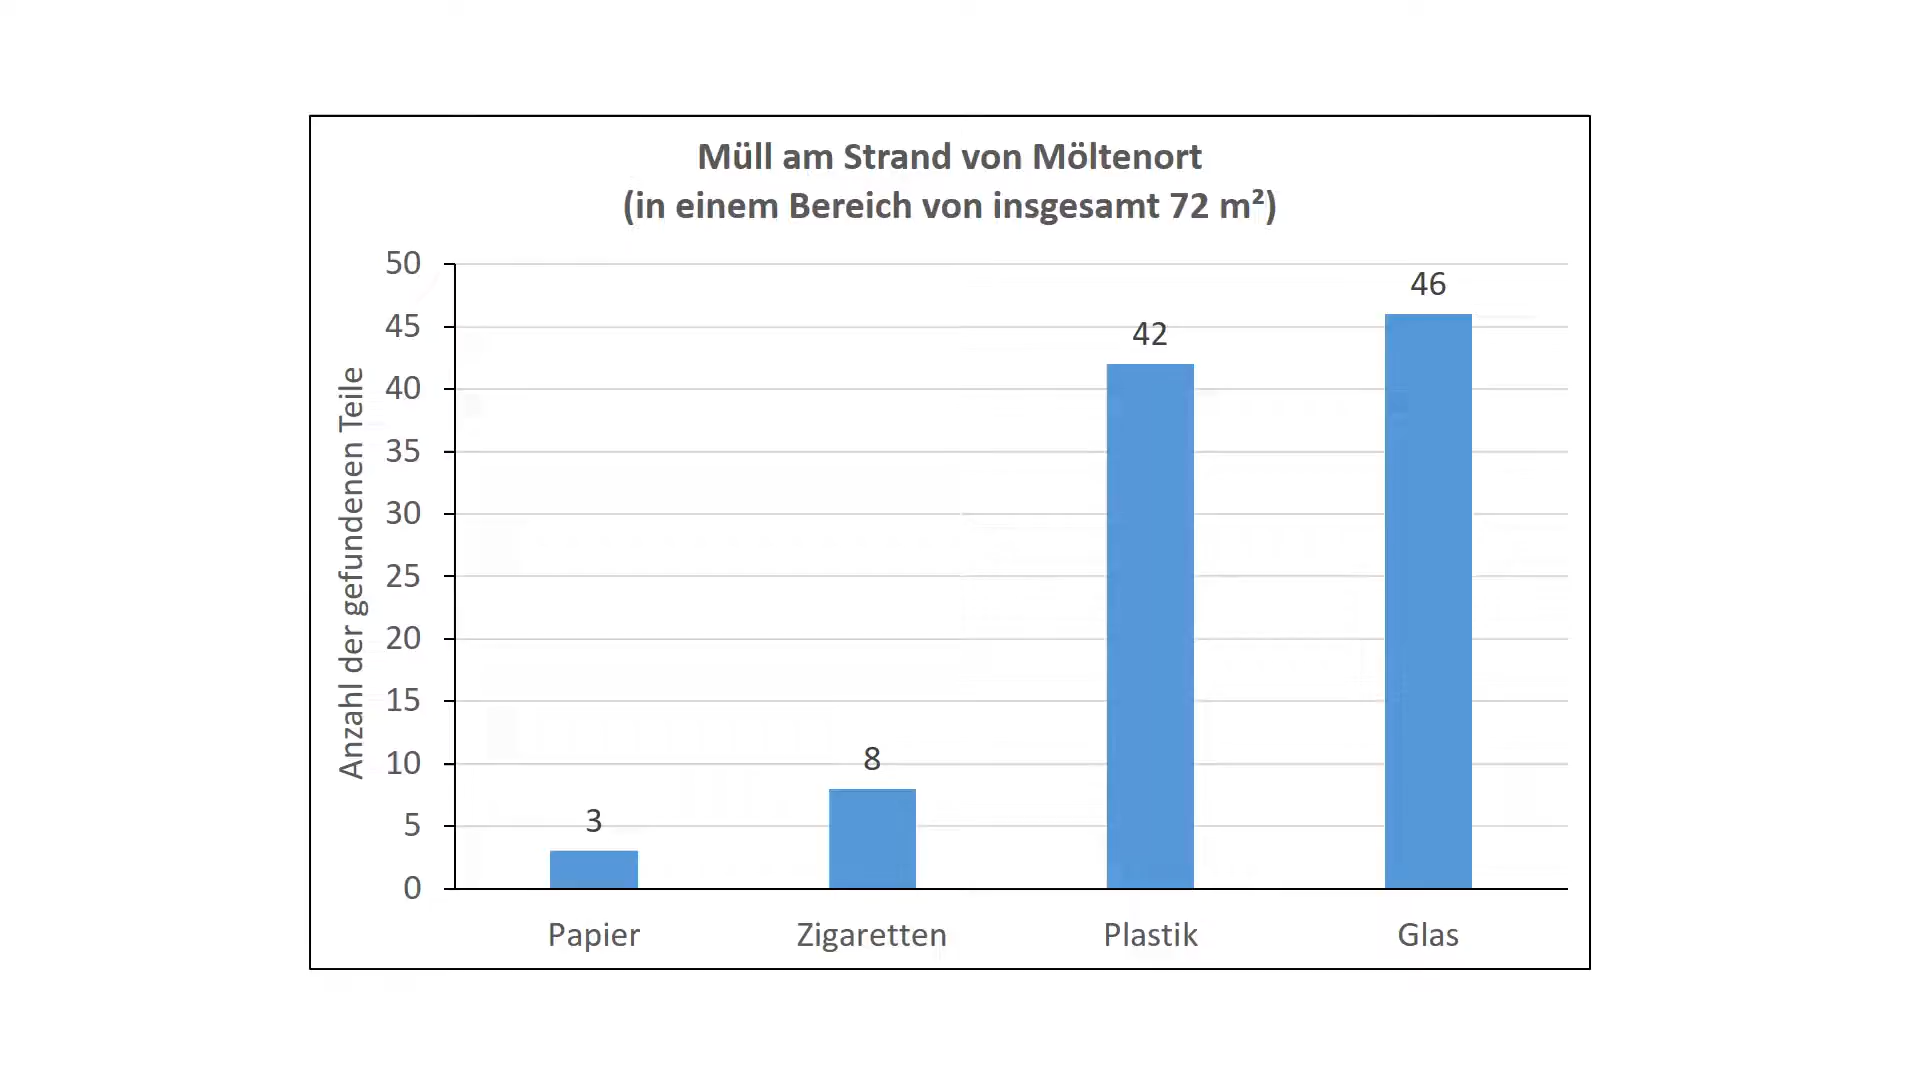 Müll am Strand von Möltenort
(in einem Bereich von insgesamt 72 m²)
Anzahl der gefundenen Teile
50
45
40
35
30
25
20
15
10
5
0
3
8
42
46
Papier
Zigaretten
Plastik
Glas